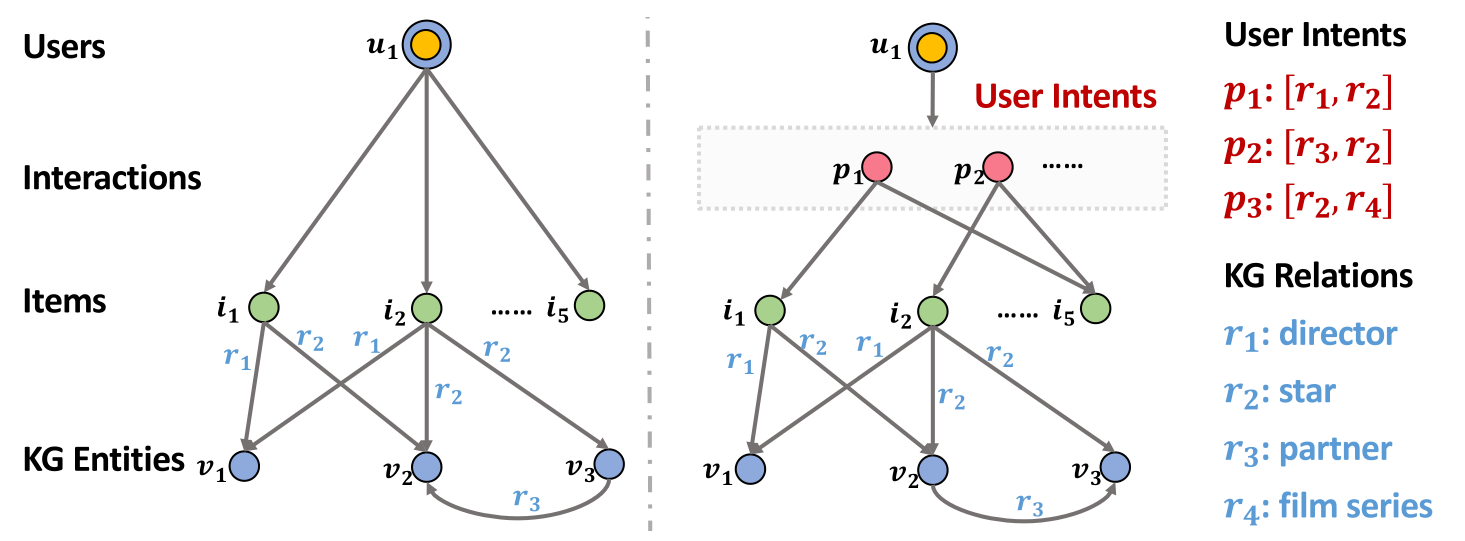 Users
Interactions
Items
KG Entities
u₁
i₁
i₂
…… i₅
r₁
r₂
r₁
r₂
r₂
v₁
v₂
v₃
r₃
u₁
User Intents
p₁
p₂
……
i₁
i₂
…… i₅
r₁
r₂
r₁
r₂
r₂
v₁
v₂
v₃
r₃
User Intents
p₁: [r₁, r₂]
p₂: [r₃, r₂]
p₃: [r₂, r₄]
KG Relations
r₁: director
r₂: star
r₃: partner
r₄: film series